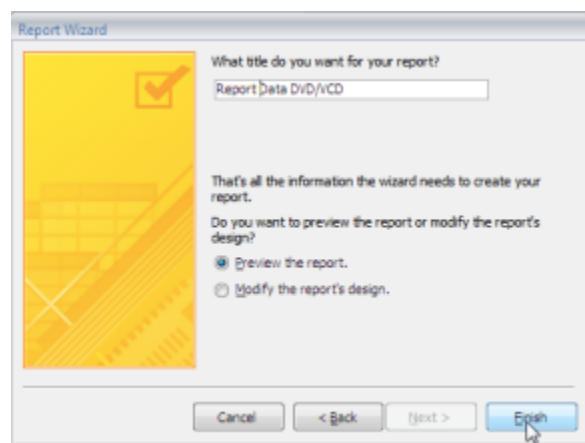 Report Wizard
What title do you want for your report?
Report Data DVD/VCD
That's all the information the wizard needs to create your
report.
Do you want to preview the report or modify the report's
design?
Preview the report.
Modify the report's design.
Cancel
< Back
Next >
Finish